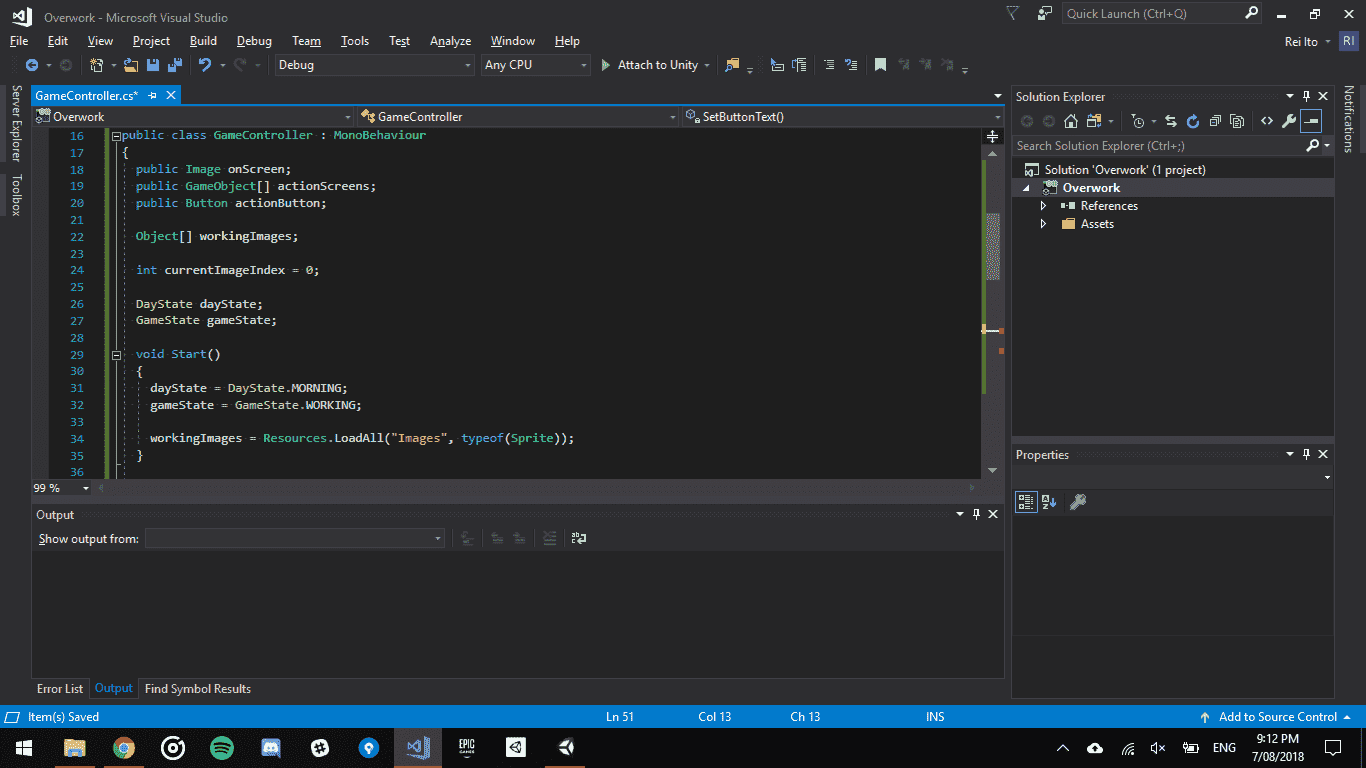 Overwork - Microsoft Visual Studio
Quick Launch (Ctrl+Q)
File Edit View Project Build Debug Team Tools Test Analyze Window Help
Rei Ito RI
Debug Any CPU Attach to Unity
Server Explorer
Toolbox
GameController.cs*
Overwork GameController SetButtonText()
16 public class GameController : MonoBehaviour
17 {
18 public Image onScreen;
19 public GameObject[] actionScreens;
20 public Button actionButton;
21
22 Object[] workingImages;
23
24 int currentImageIndex = 0;
25
26 DayState dayState;
27 GameState gameState;
28
29 void Start()
30 {
31 dayState = DayState.MORNING;
32 gameState = GameState.WORKING;
33
34 workingImages = Resources.LoadAll("Images", typeof(Sprite));
35 }
36
99 %
Output
Show output from:
Error List Output Find Symbol Results
Solution Explorer
Search Solution Explorer (Ctrl+;)
Solution 'Overwork' (1 project)
Overwork
References
Assets
Properties
Notifications
Item(s) Saved Ln 51 Col 13 Ch 13 INS Add to Source Control
EPIC
GAMES
ENG
9:12 PM
7/08/2018